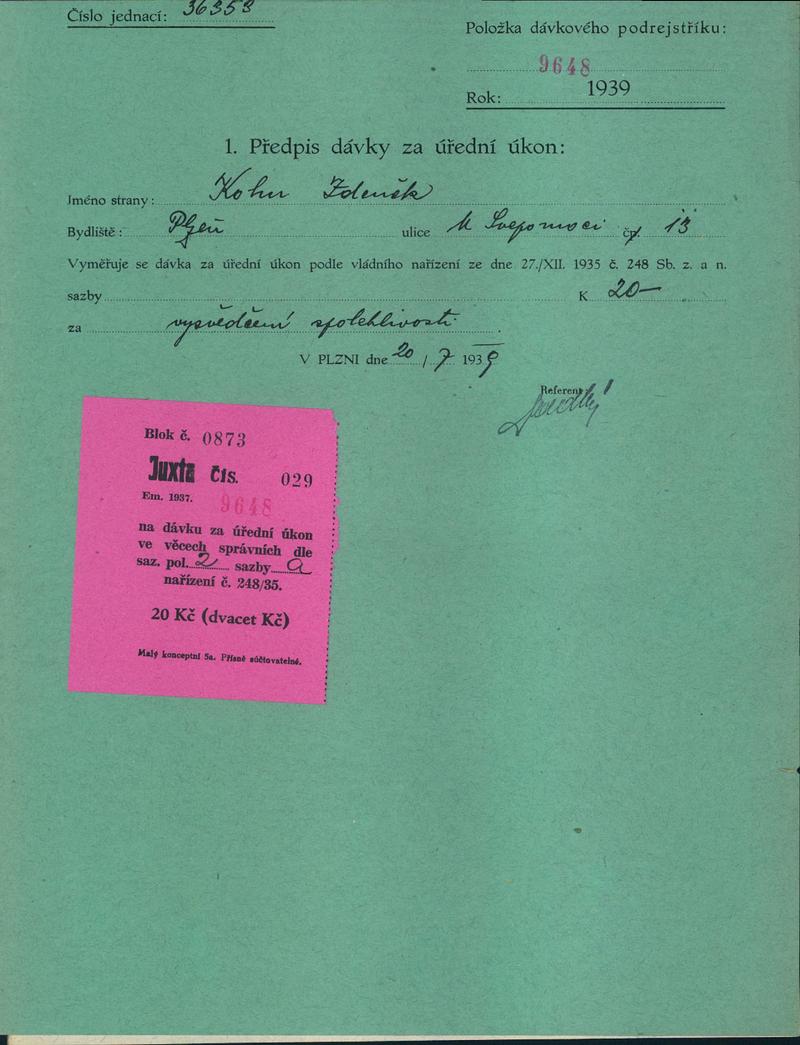 Číslo jednací: 36353
Položka dávkového podrejstříku:
9648
Rok: 1939
1. Předpis dávky za úřední úkon:
Jméno strany: Kohn Zdeněk
Bydliště: Plzeň ulice U Svépomoci čp. 13
Vyměřuje se dávka za úřední úkon podle vládního nařízení ze dne 27./XII. 1935 č. 248 Sb. z. a n.
sazby K 20—
za vysvědčení spolehlivosti.
V PLZNI dne 20/7 1939
Referent:
Blok č. 0873
Juxta čís. 029
Em. 1937. 9648
na dávku za úřední úkon
ve věcech správních dle
saz. pol. 2 sazby a
nařízení č. 248/35.
20 Kč (dvacet Kč)
Malý konceptní 5a. Přísně súčtovatelné.